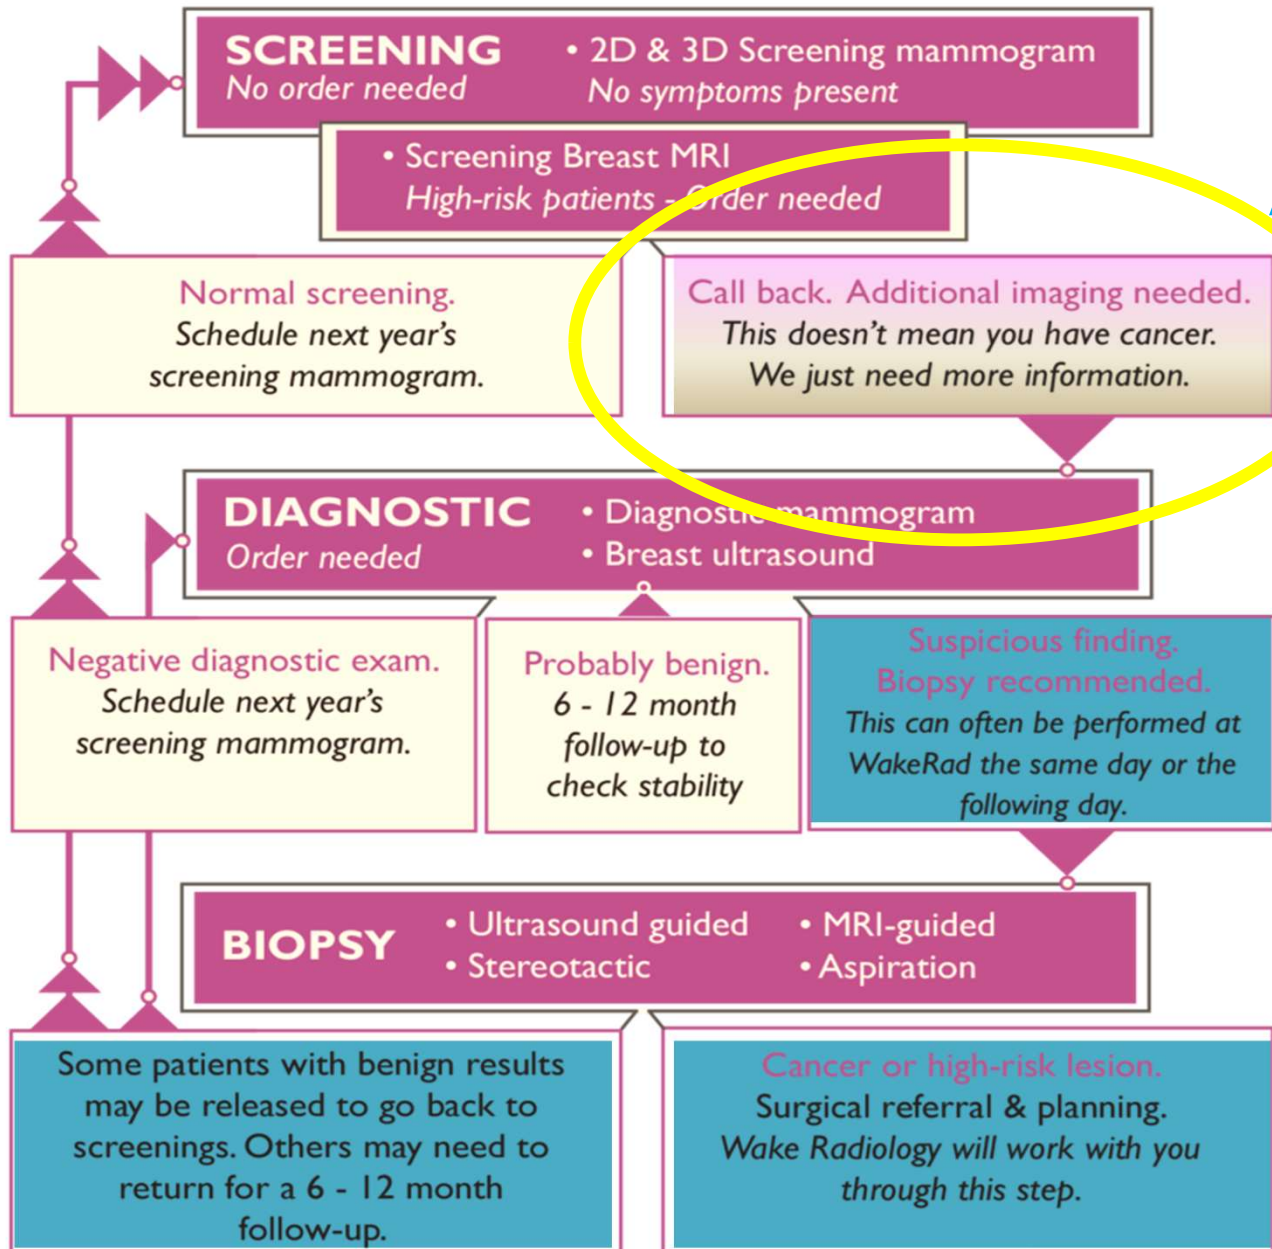 SCREENING
No order needed
• 2D & 3D Screening mammogram
No symptoms present
• Screening Breast MRI
High-risk patients - Order needed
Normal screening.
Schedule next year's
screening mammogram.
Call back. Additional imaging needed.
This doesn't mean you have cancer.
We just need more information.
DIAGNOSTIC
Order needed
• Diagnostic mammogram
• Breast ultrasound
Negative diagnostic exam.
Schedule next year's
screening mammogram.
Probably benign.
6 - 12 month
follow-up to
check stability
Suspicious finding.
Biopsy recommended.
This can often be performed at
WakeRad the same day or the
following day.
BIOPSY
• Ultrasound guided
• Stereotactic
• MRI-guided
• Aspiration
Some patients with benign results
may be released to go back to
screenings. Others may need to
return for a 6 - 12 month
follow-up.
Cancer or high-risk lesion.
Surgical referral & planning.
Wake Radiology will work with you
through this step.